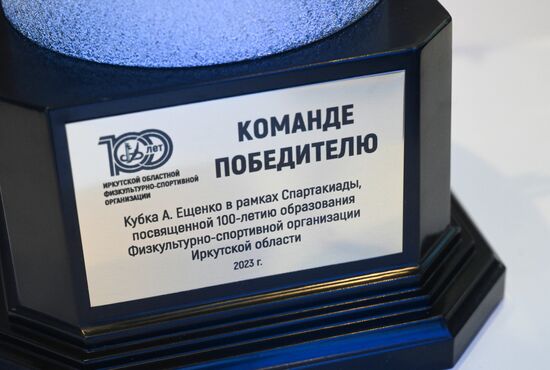 100 лет
ИРКУТСКОЙ ОБЛАСТНОЙ
ФИЗКУЛЬТУРНО-СПОРТИВНОЙ
ОРГАНИЗАЦИИ
КОМАНДЕ
ПОБЕДИТЕЛЮ
Кубка А. Ещенко в рамках Спартакиады,
посвященной 100-летию образования
Физкультурно-спортивной организации
Иркутской области
2023 г.